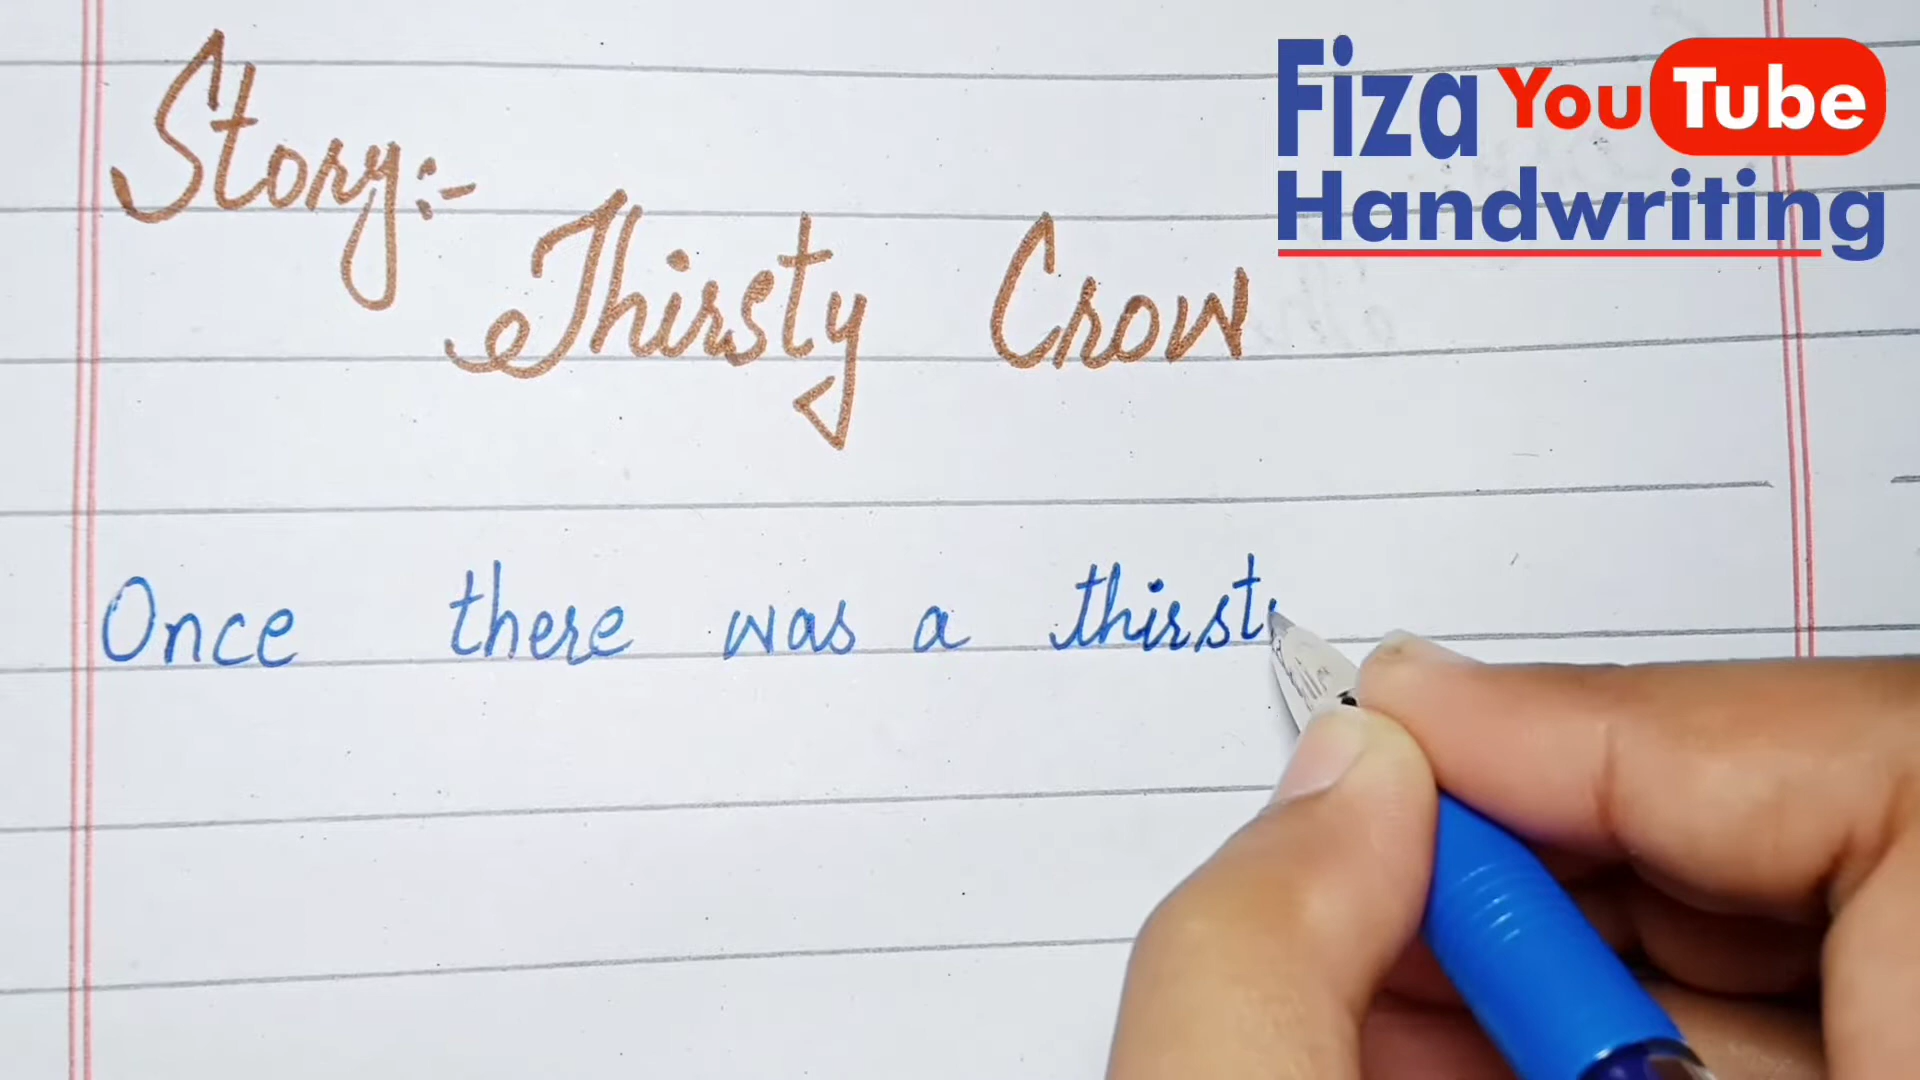 Story:-
Thirsty Crow
Once there was a thirst
Fiza YouTube
Handwriting